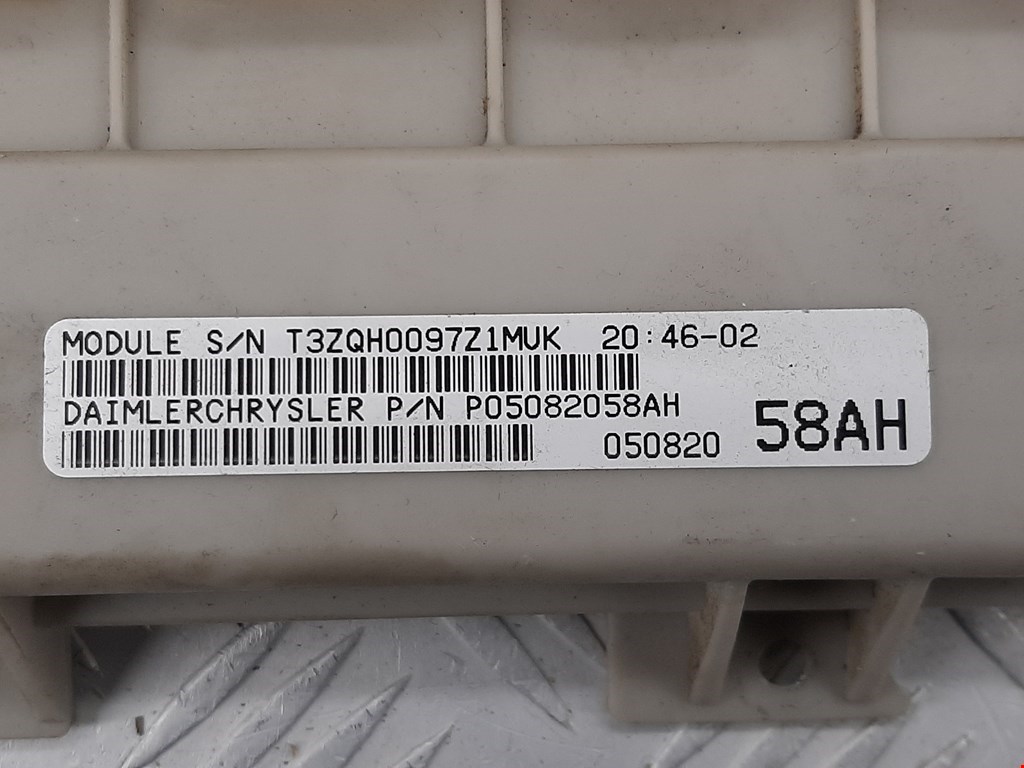 MODULE S/N T3ZQH0097Z1MUK 20:46-02
DAIMLERCHRYSLER P/N P05082058AH
050820 58AH